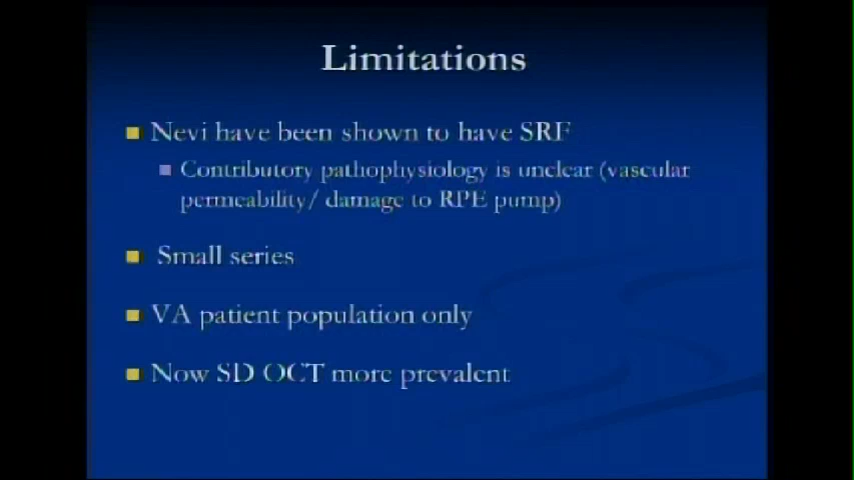 Limitations
Nevi have been shown to have SRF
Contributory pathophysiology is unclear (vascular
permeability/ damage to RPE pump)
Small series
VA patient population only
Now SD OCT more prevalent